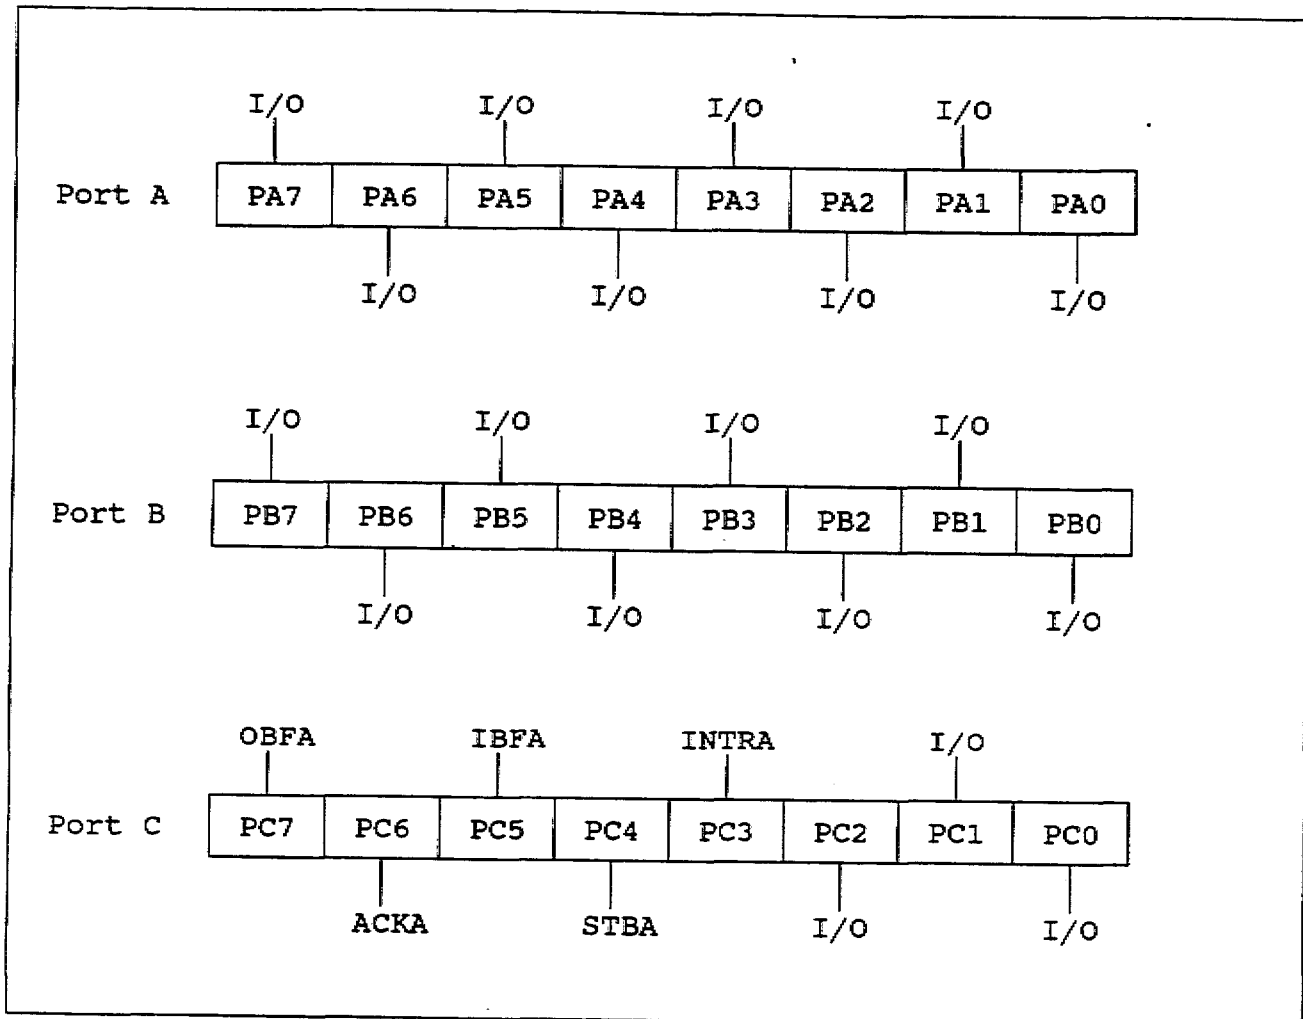 I/O I/O I/O I/O
Port A PA7 PA6 PA5 PA4 PA3 PA2 PA1 PA0
I/O I/O I/O I/O
I/O I/O I/O I/O
Port B PB7 PB6 PB5 PB4 PB3 PB2 PB1 PB0
I/O I/O I/O I/O
OBFA IBFA INTRA I/O
Port C PC7 PC6 PC5 PC4 PC3 PC2 PC1 PC0
ACKA STBA I/O I/O